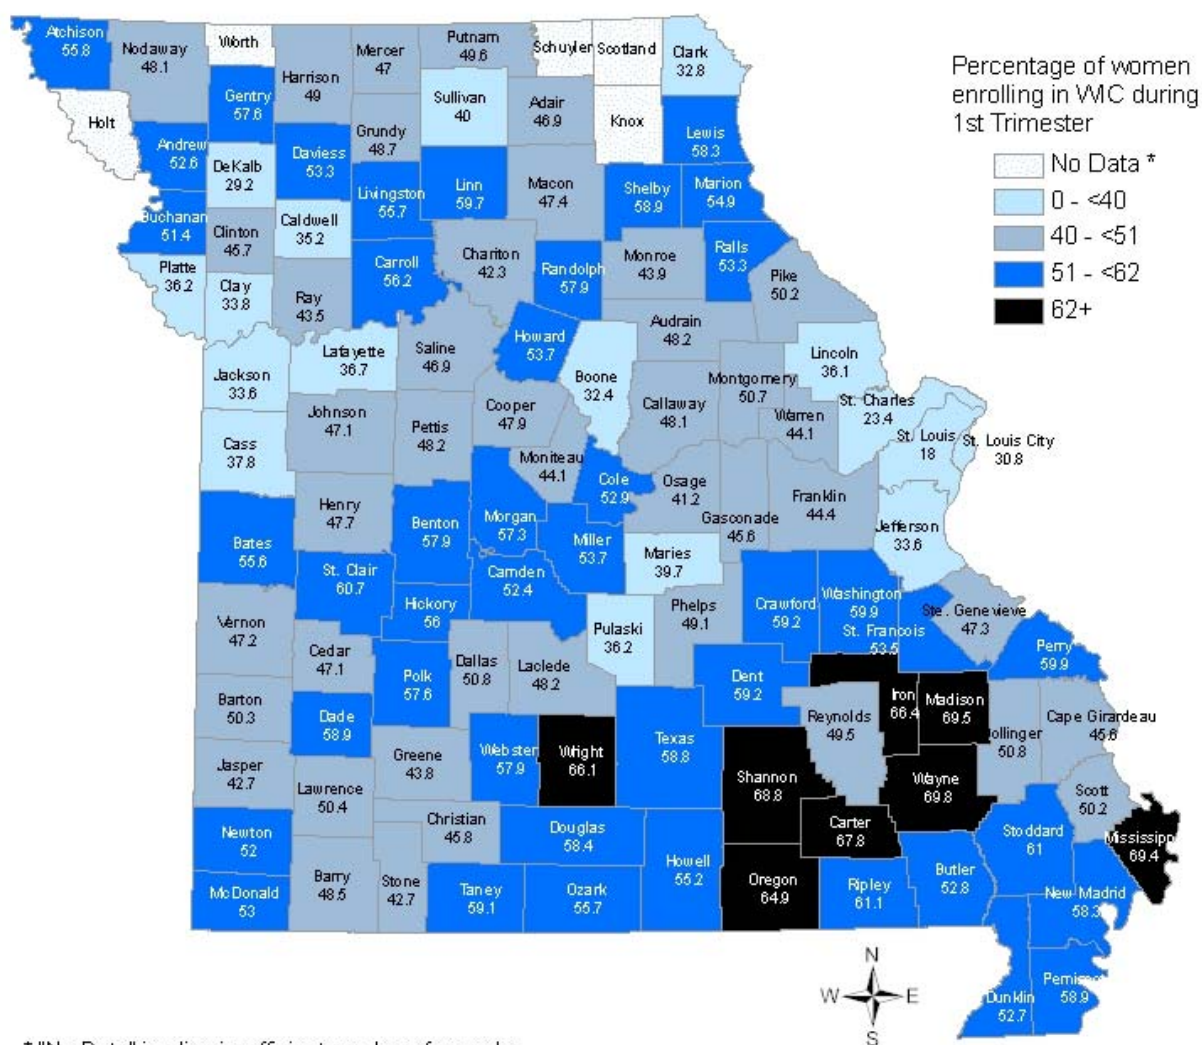 Percentage of women
enrolling in WIC during
1st Trimester
No Data *
0 - <40
40 - <51
51 - <62
62+
Atchison
55.8
Nodaway
48.1
Worth
Harrison
49
Mercer
47
Putnam
49.6
Schuyler
Scotland
Clark
32.8
Holt
Gentry
57.6
Sullivan
40
Adair
46.9
Knox
Lewis
58.3
Andrew
52.6
DeKalb
29.2
Daviess
53.3
Grundy
48.7
Livingston
55.7
Linn
59.7
Macon
47.4
Shelby
58.9
Marion
54.9
Buchanan
51.4
Clinton
45.7
Caldwell
35.2
Carroll
56.2
Chariton
42.3
Randolph
57.9
Monroe
43.9
Ralls
53.3
Pike
50.2
Platte
36.2
Clay
33.8
Ray
43.5
Audrain
48.2
Lafayette
36.7
Saline
46.9
Howard
53.7
Boone
32.4
Lincoln
36.1
Jackson
33.6
Johnson
47.1
Pettis
48.2
Cooper
47.9
Callaway
48.1
Montgomery
50.7
Warren
44.1
St. Charles
23.4
St. Louis
18
St. Louis City
30.8
Cass
37.8
Moniteau
44.1
Cole
52.9
Osage
41.2
Gasconade
45.6
Franklin
44.4
Jefferson
33.6
Henry
47.7
Benton
57.9
Morgan
57.3
Miller
53.7
Maries
39.7
Bates
55.6
St. Clair
60.7
Camden
52.4
Hickory
56
Pulaski
36.2
Phelps
49.1
Crawford
59.2
Washington
59.9
St. Francois
53.5
Ste. Genevieve
47.3
Perry
59.9
Vernon
47.2
Cedar
47.1
Polk
57.6
Dallas
50.8
Laclede
48.2
Dent
59.2
Iron
66.4
Madison
69.5
Reynolds
49.5
ollinger
50.8
Cape Girardeau
45.6
Barton
50.3
Dade
58.9
Greene
43.8
Webster
57.9
Wright
66.1
Texas
58.8
Shannon
68.8
Wayne
69.8
Scott
50.2
Jasper
42.7
Lawrence
50.4
Christian
45.8
Douglas
58.4
Howell
55.2
Carter
67.8
Stoddard
61
Mississipp
69.4
Newton
52
McDonald
53
Barry
48.5
Stone
42.7
Taney
59.1
Ozark
55.7
Oregon
64.9
Ripley
61.1
Butler
52.8
New Madrid
58.3
Pemiscot
58.9
Dunklin
52.7
N
W
E
S